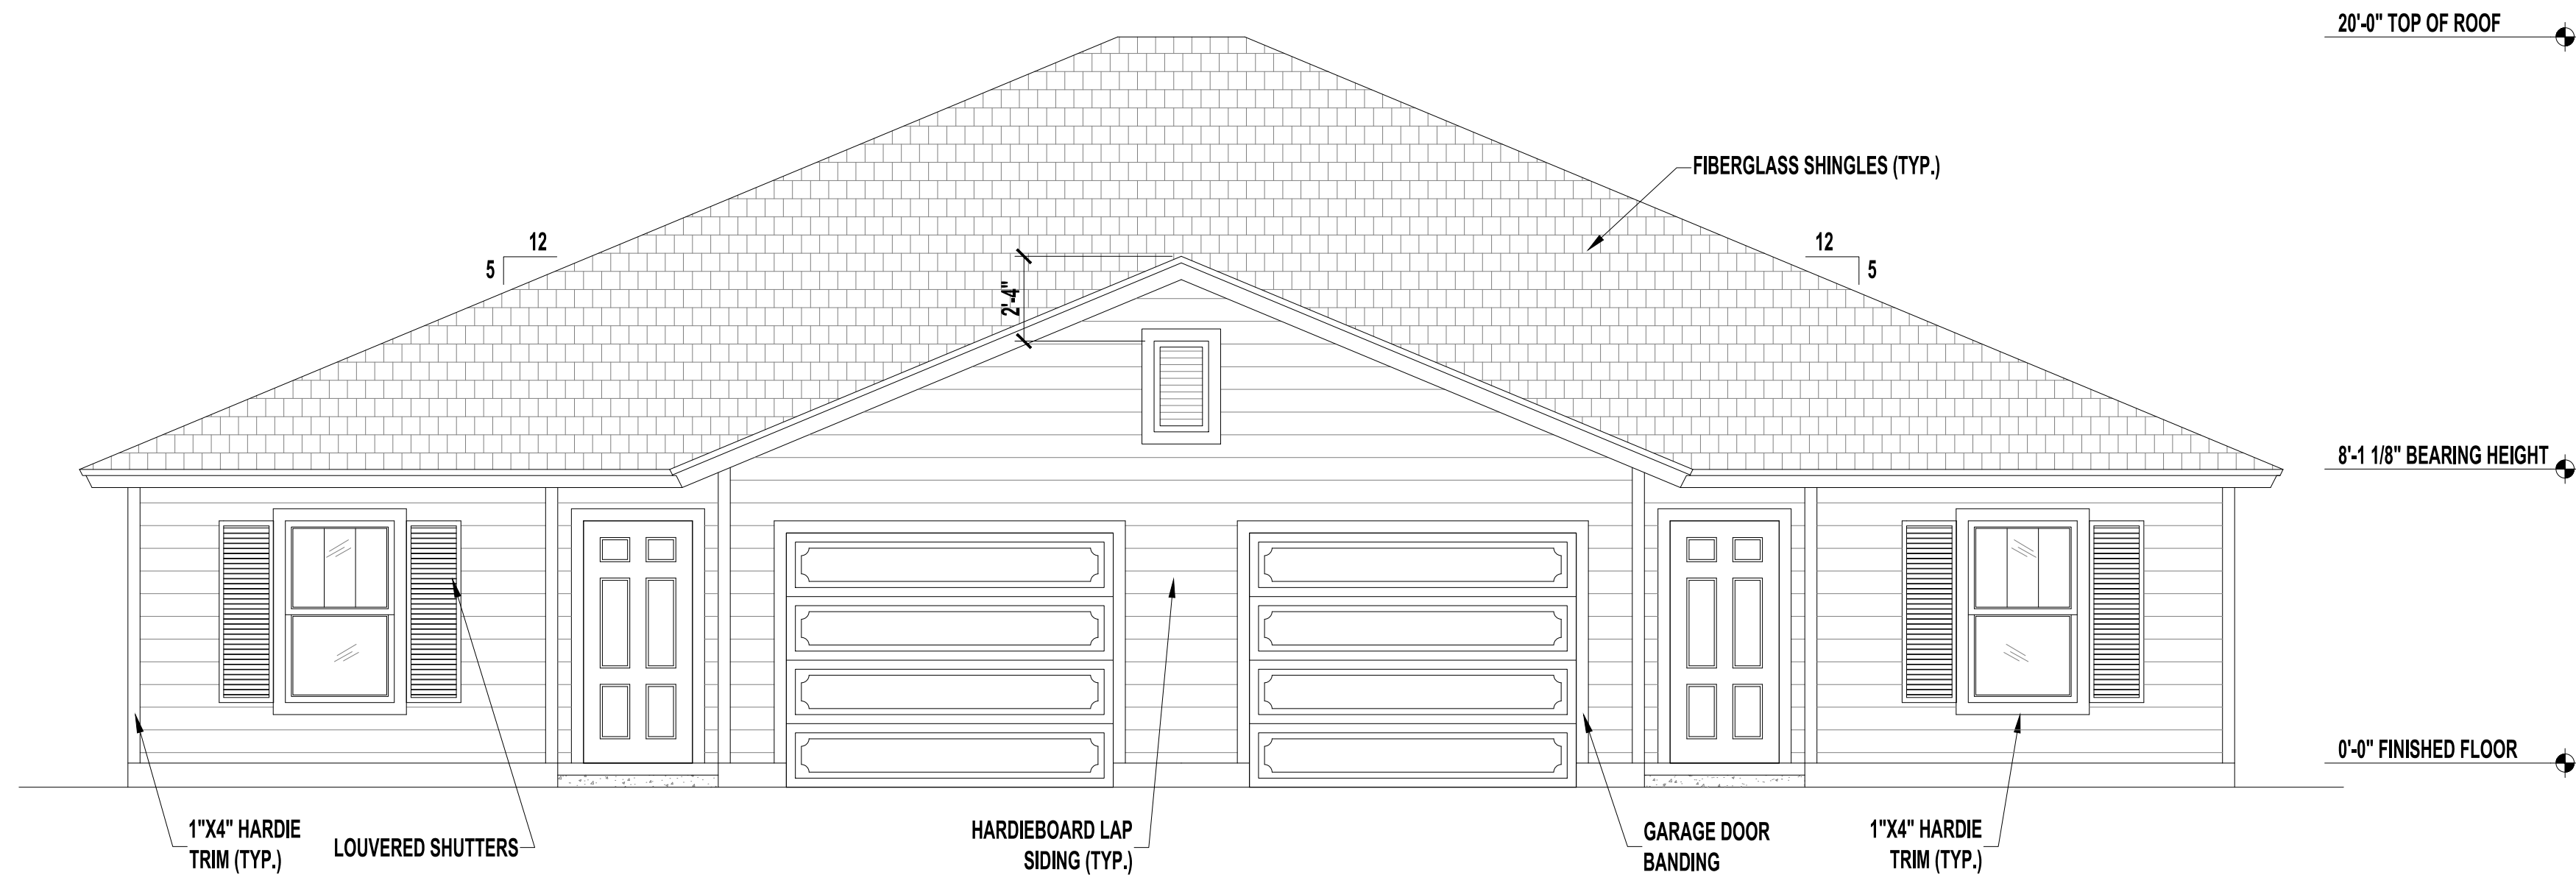 20'-0" TOP OF ROOF
FIBERGLASS SHINGLES (TYP.)
12
5
12
5
2'-4"
8'-1 1/8" BEARING HEIGHT
0'-0" FINISHED FLOOR
1"X4" HARDIE
TRIM (TYP.)
LOUVERED SHUTTERS
HARDIEBOARD LAP
SIDING (TYP.)
GARAGE DOOR
BANDING
1"X4" HARDIE
TRIM (TYP.)